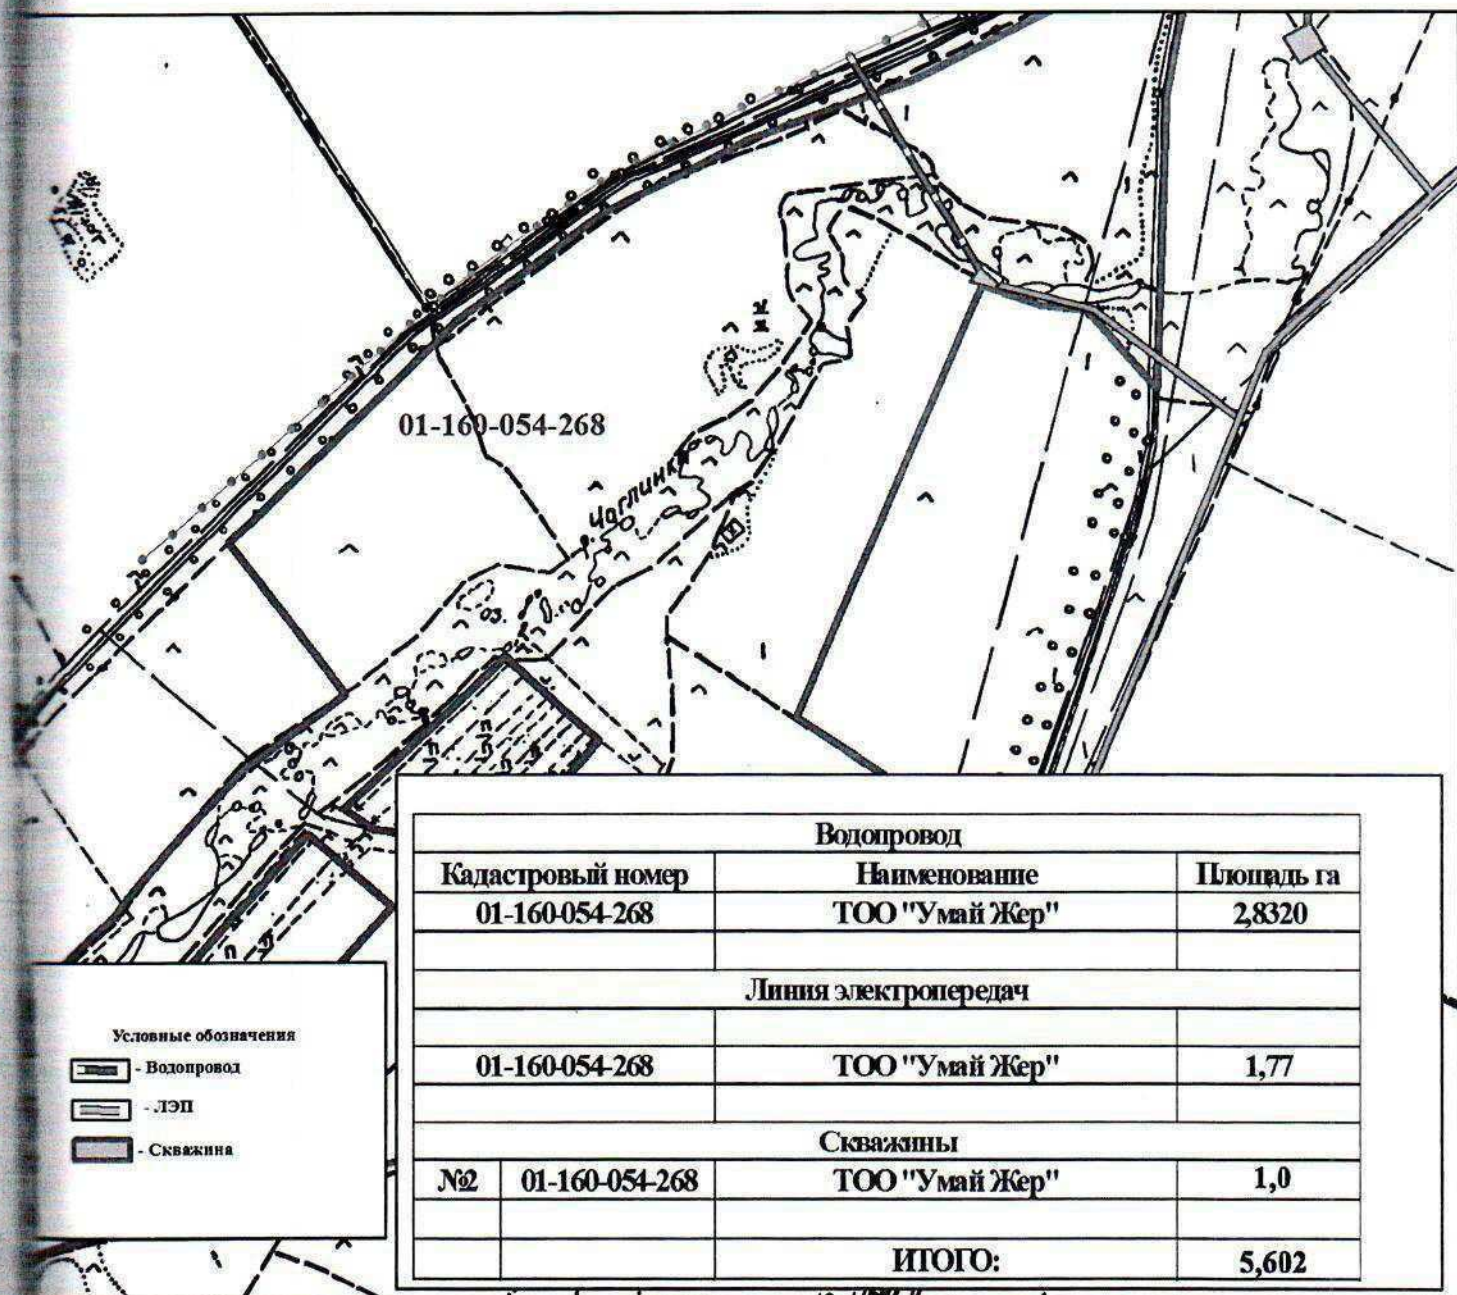 01-160-054-268
р. Чаглинка
оз.
Водопровод
Кадастровый номер Наименование Площадь га
01-160-054-268 ТОО "Умай Жер" 2,8320
Линия электропередач
01-160-054-268 ТОО "Умай Жер" 1,77
Скважины
№2 01-160-054-268 ТОО "Умай Жер" 1,0
ИТОГО: 5,602
Условные обозначения
- Водопровод
- ЛЭП
- Скважина